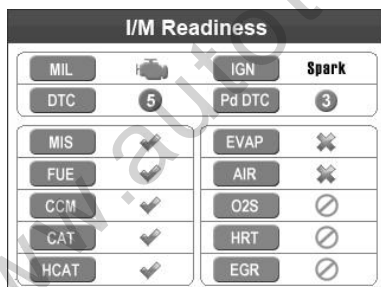 I/M Readiness
MIL IGN Spark
DTC 5 Pd DTC 3
MIS EVAP
FUE AIR
CCM O2S
CAT HRT
HCAT EGR